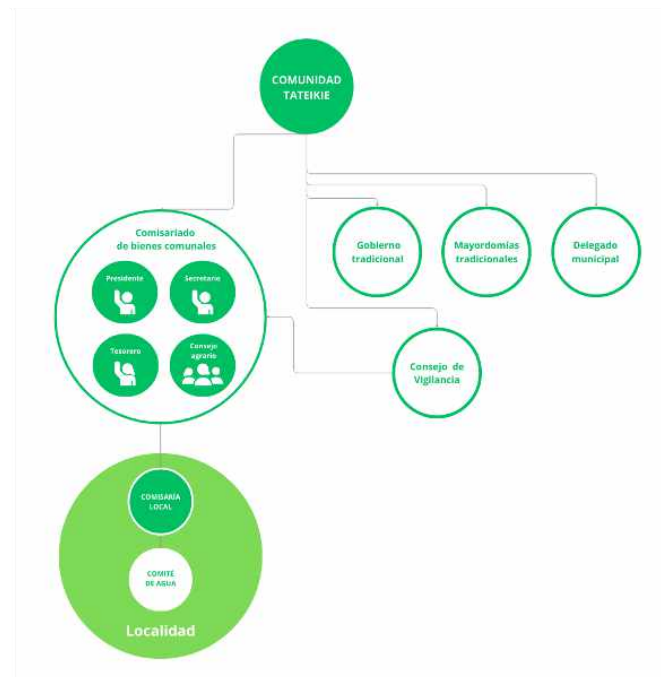 COMUNIDAD
TATEIKIE
Comisariado
de bienes comunales
Presidente
Secretario
Tesorero
Consejo
agrario
Gobierno
tradicional
Mayordomías
tradicionales
Delegado
municipal
Consejo de
Vigilancia
COMISARÍA
LOCAL
COMITÉ
DE AGUA
Localidad